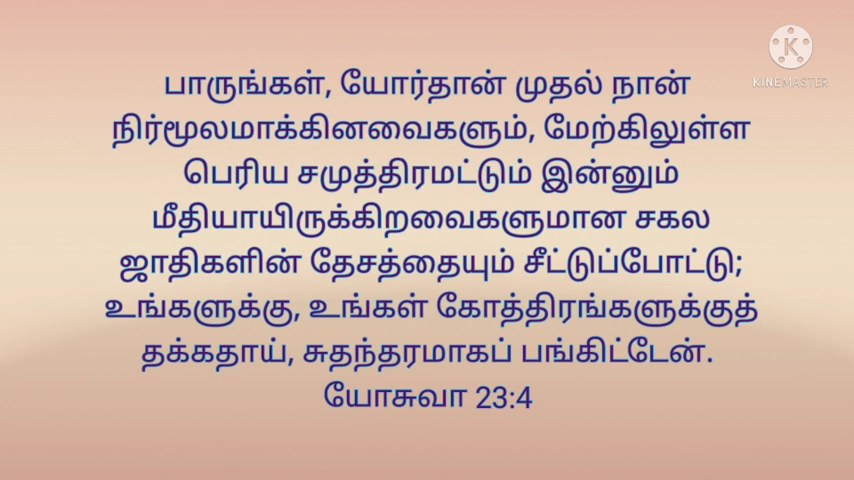 K
KINEMASTER
பாருங்கள், யோர்தான் முதல் நான்
நிர்மூலமாக்கினவைகளும், மேற்கிலுள்ள
பெரிய சமுத்திரமட்டும் இன்னும்
மீதியாயிருக்கிறவைகளுமான சகல
ஜாதிகளின் தேசத்தையும் சீட்டுப்போட்டு;
உங்களுக்கு, உங்கள் கோத்திரங்களுக்குத்
தக்கதாய், சுதந்தரமாகப் பங்கிட்டேன்.
யோசுவா 23:4